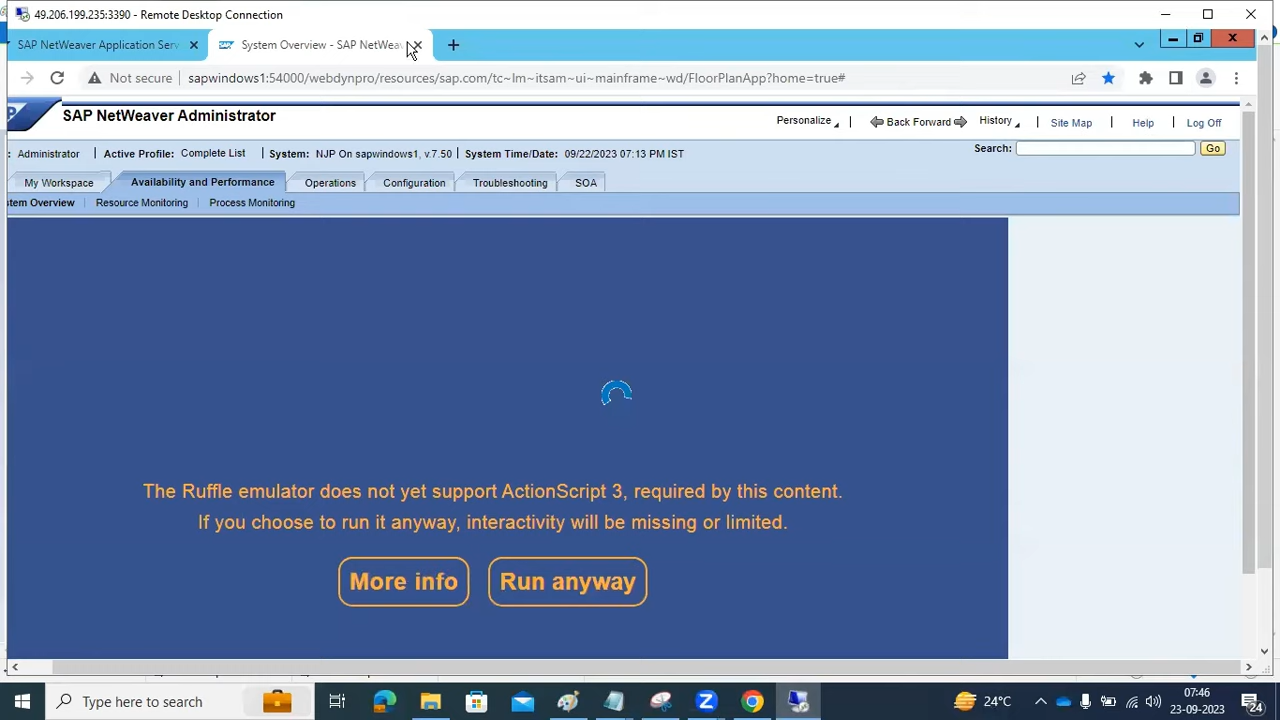 49.206.199.235:3390 - Remote Desktop Connection
SAP NetWeaver Application Serv
System Overview - SAP NetWeav
Not secure
sapwindows1:54000/webdynpro/resources/sap.com/tc~lm~itsam~ui~mainframe~wd/FloorPlanApp?home=true#
SAP NetWeaver Administrator
Personalize
Back Forward
History
Site Map
Help
Log Off
: Administrator
Active Profile: Complete List
System: NJP On sapwindows1, v.7.50
System Time/Date: 09/22/2023 07:13 PM IST
Search:
Go
My Workspace
Availability and Performance
Operations
Configuration
Troubleshooting
SOA
tem Overview
Resource Monitoring
Process Monitoring
The Ruffle emulator does not yet support ActionScript 3, required by this content.
If you choose to run it anyway, interactivity will be missing or limited.
More info
Run anyway
Type here to search
24°C
07:46
23-09-2023
24